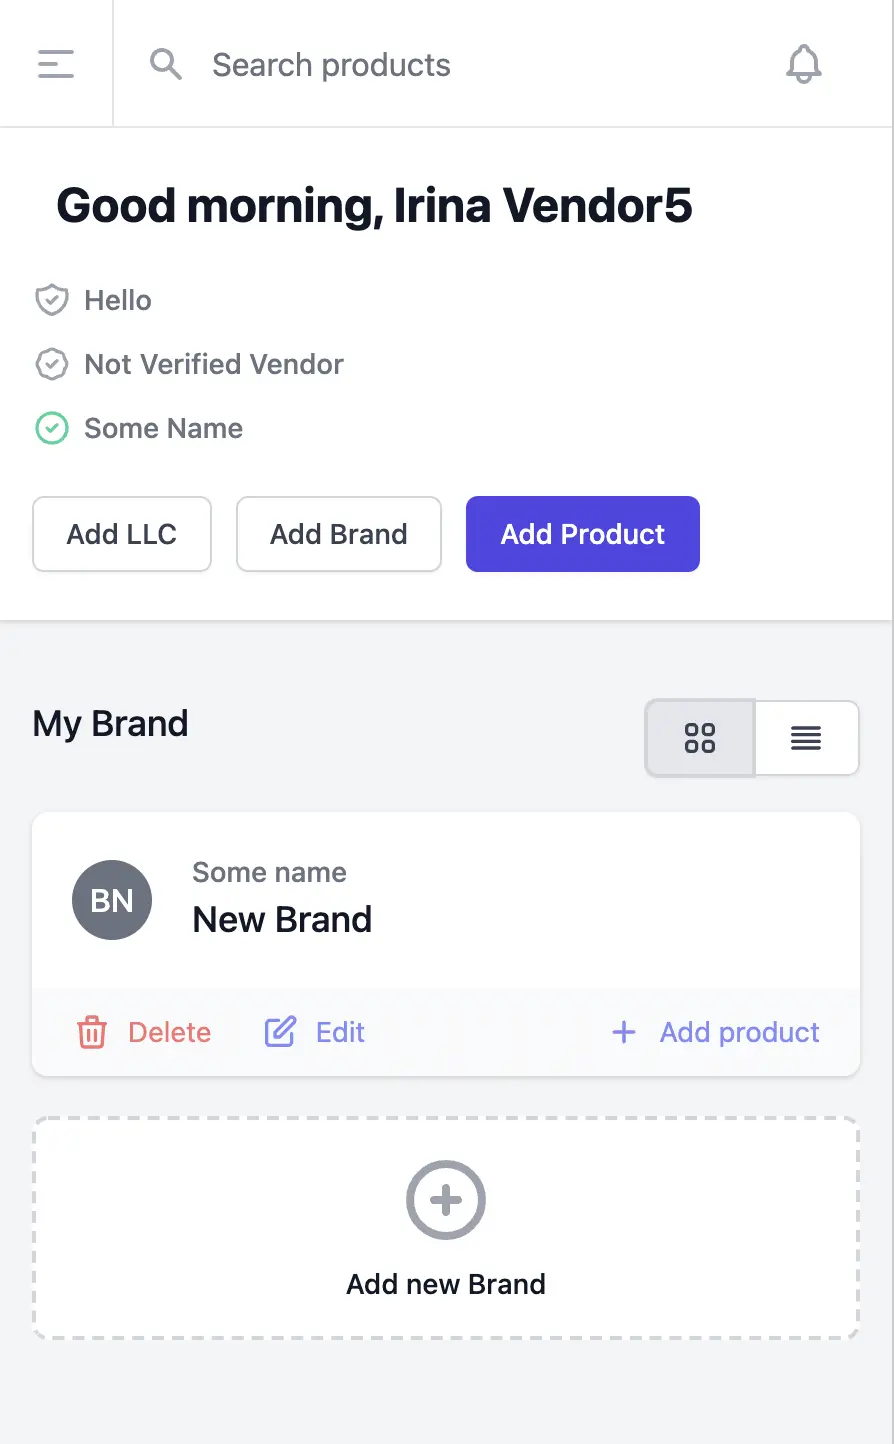 Search products
Good morning, Irina Vendor5
Hello
Not Verified Vendor
Some Name
Add LLC
Add Brand
Add Product
My Brand
BN
Some name
New Brand
Delete
Edit
Add product
Add new Brand